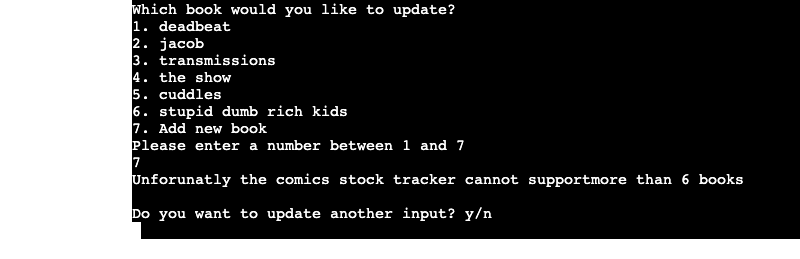 Which book would you like to update?
1. deadbeat
2. jacob
3. transmissions
4. the show
5. cuddles
6. stupid dumb rich kids
7. Add new book
Please enter a number between 1 and 7
7
Unforunatly the comics stock tracker cannot supportmore than 6 books
Do you want to update another input? y/n